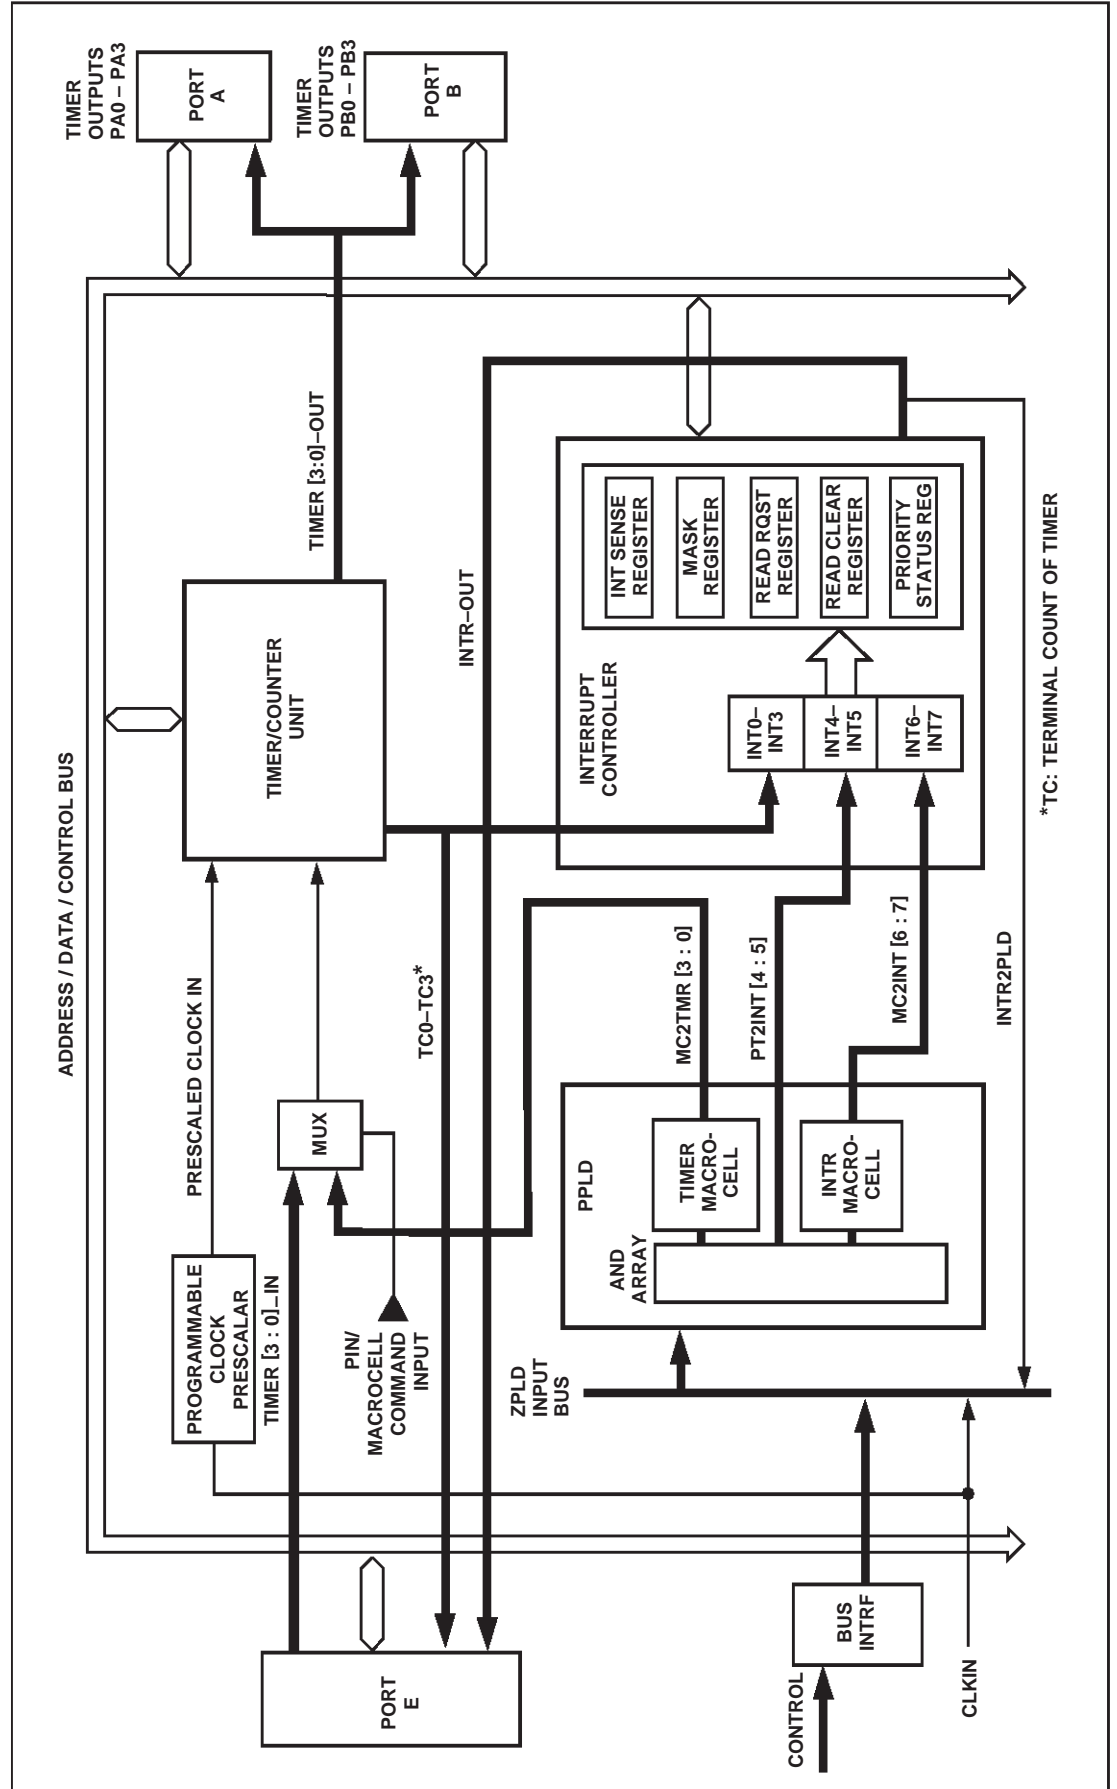 ADDRESS / DATA / CONTROL BUS
TIMER
OUTPUTS
PA0 – PA3
PORT
A
TIMER
OUTPUTS
PB0 – PB3
PORT
B
PROGRAMMABLE
CLOCK
PRESCALAR
PRESCALED CLOCK IN
TIMER/COUNTER
UNIT
TIMER [3:0]–OUT
TIMER [3 : 0]–IN
MUX
PIN/
MACROCELL
COMMAND
INPUT
TC0–TC3*
INTR–OUT
PORT
E
ZPLD
INPUT
BUS
PPLD
AND
ARRAY
TIMER
MACRO-
CELL
INTR
MACRO-
CELL
MC2TMR [3 : 0]
PT2INT [4 : 5]
MC2INT [6 : 7]
INTERRUPT
CONTROLLER
INT0–
INT3
INT4–
INT5
INT6–
INT7
INT SENSE
REGISTER
MASK
REGISTER
READ RQST
REGISTER
READ CLEAR
REGISTER
PRIORITY
STATUS REG
CONTROL
BUS
INTRF
CLKIN
INTR2PLD
*TC: TERMINAL COUNT OF TIMER